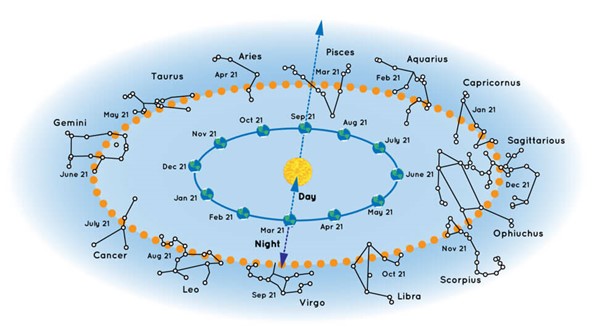 Pisces
Aries
Mar 21
Aquarius
Taurus
Apr 21
Feb 21
Capricornus
May 21
Jan 21
Gemini
Oct 21
Sep 21
Aug 21
Nov 21
July 21
Sagittarius
June 21
Dec 21
June 21
Dec 21
Jan 21
Day
May 21
July 21
Feb 21
Mar 21
Apr 21
Ophiuchus
Cancer
Aug 21
Night
Nov 21
Leo
Sep 21
Virgo
Oct 21
Libra
Scorpius